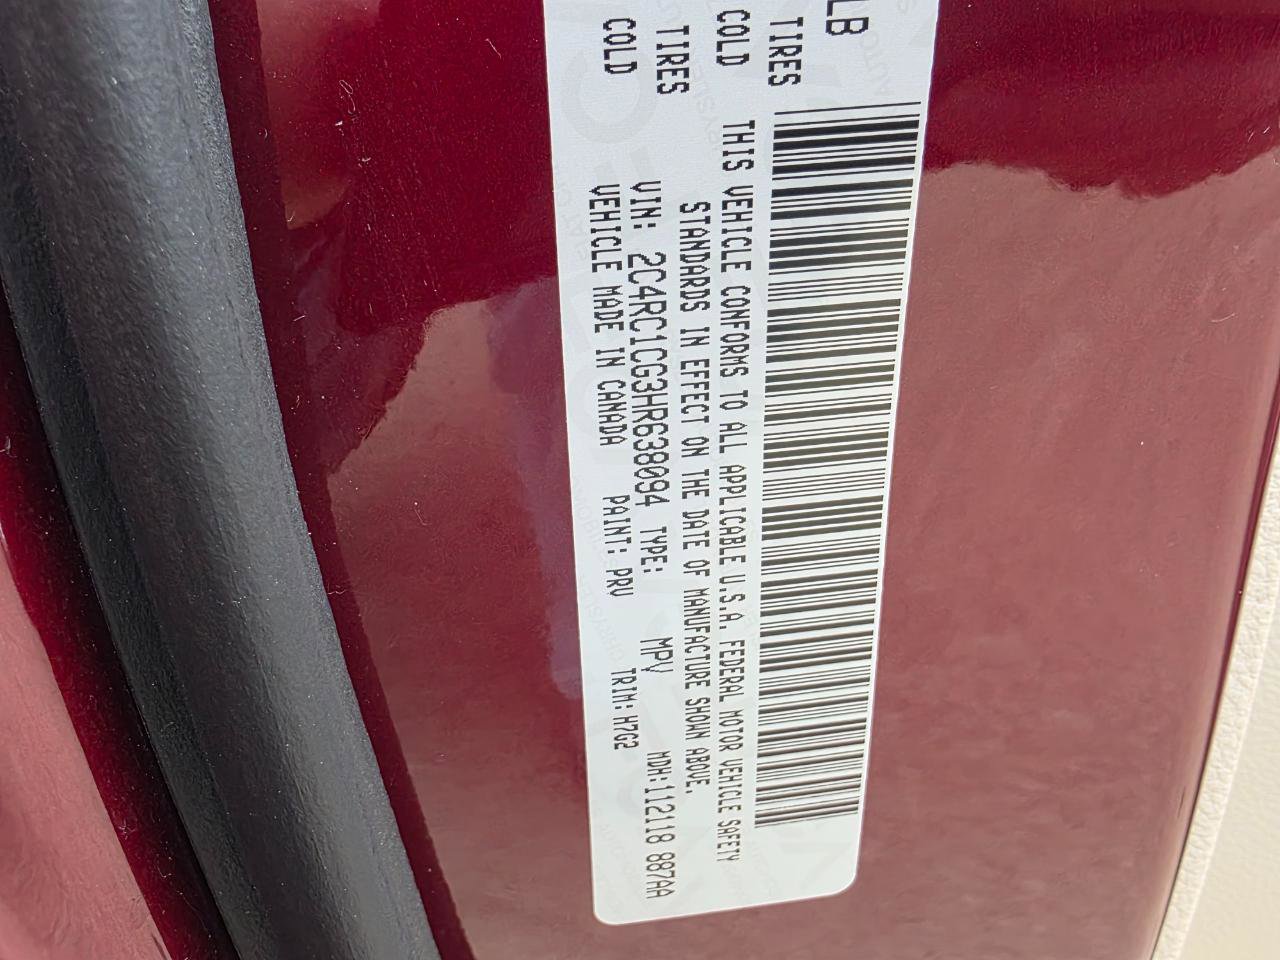 LB
TIRES
COLD
TIRES
COLD
THIS VEHICLE CONFORMS TO ALL APPLICABLE U.S.A. FEDERAL MOTOR VEHICLE SAFETY
STANDARDS IN EFFECT ON THE DATE OF MANUFACTURE SHOWN ABOVE.
VIN: 2C4RC1CG3HR638094 TYPE: MPV MDH:112118 887AA
VEHICLE MADE IN CANADA PAINT: PRV TRIM: H7G2